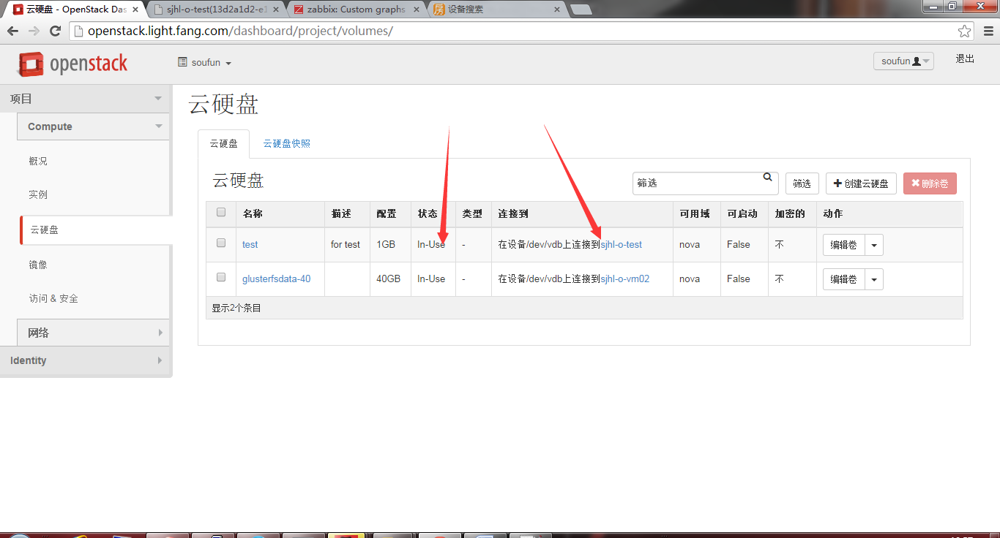 云硬盘 - OpenStack Das
sjhl-o-test(13d2a1d2-e1
zabbix: Custom graphs
设备搜索
openstack.light.fang.com/dashboard/project/volumes/
openstack
soufun
soufun
退出
项目
Compute
概况
实例
云硬盘
镜像
访问 & 安全
网络
Identity
云硬盘
云硬盘 云硬盘快照
云硬盘
筛选 筛选 创建云硬盘 删除卷
名称 描述 配置 状态 类型 连接到 可用域 可启动 加密的 动作
test for test 1GB In-Use - 在设备/dev/vdb上连接到sjhl-o-test nova False 不 编辑卷
glusterfsdata-40 40GB In-Use - 在设备/dev/vdb上连接到sjhl-o-vm02 nova False 不 编辑卷
显示2个条目